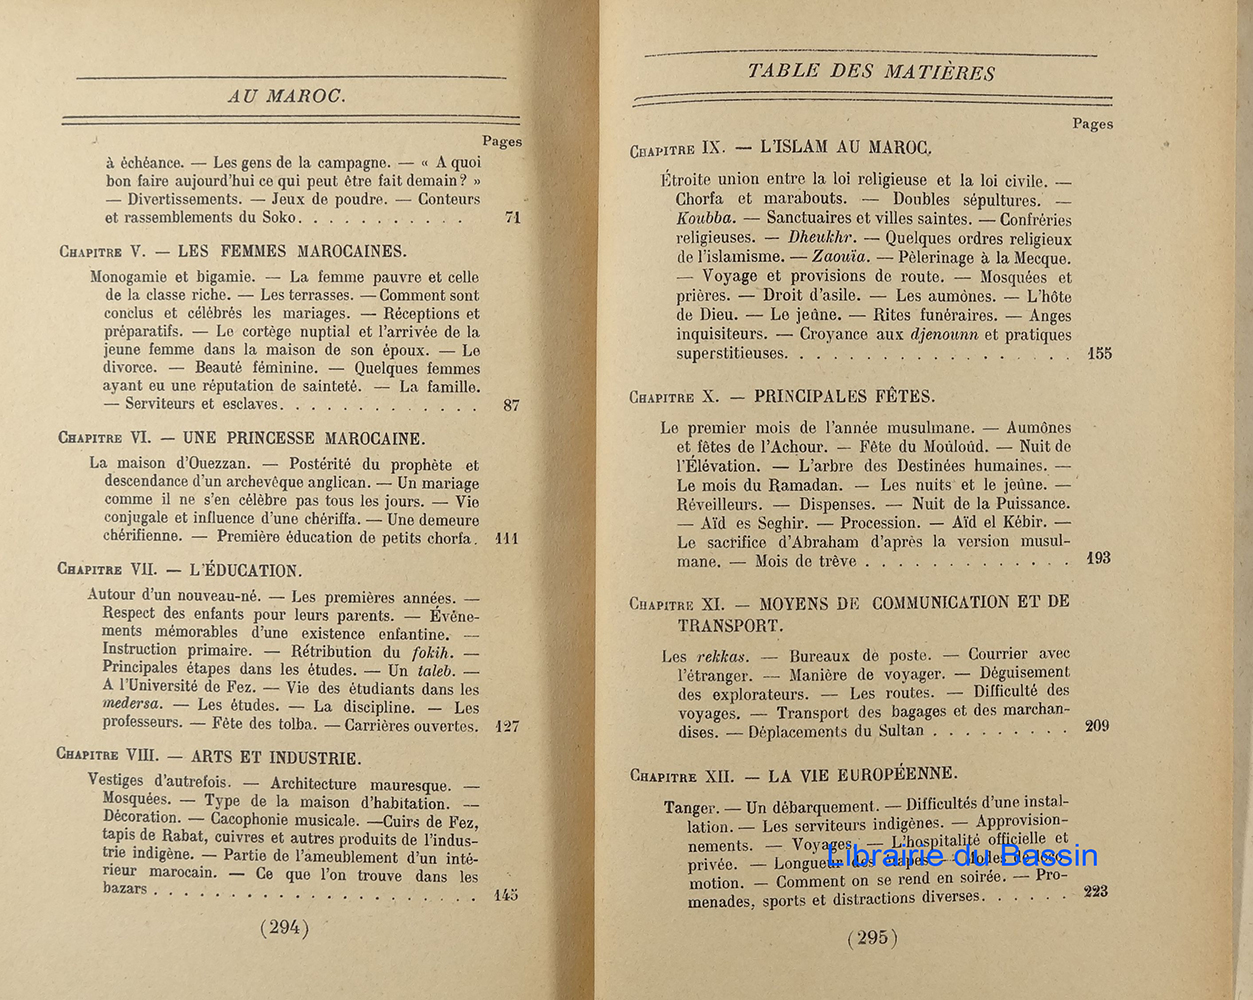 AU MAROC.
Pages
à échéance. — Les gens de la campagne. — « A quoi
bon faire aujourd'hui ce qui peut être fait demain? »
— Divertissements. — Jeux de poudre. — Conteurs
et rassemblements du Soko. . . . . . . . . . . 71
CHAPITRE V. — LES FEMMES MAROCAINES.
Monogamie et bigamie. — La femme pauvre et celle
de la classe riche. — Les terrasses. — Comment sont
conclus et célébrés les mariages. — Réceptions et
préparatifs. — Le cortège nuptial et l'arrivée de la
jeune femme dans la maison de son époux. — Le
divorce. — Beauté féminine. — Quelques femmes
ayant eu une réputation de sainteté. — La famille.
— Serviteurs et esclaves. . . . . . . . . . . . 87
CHAPITRE VI. — UNE PRINCESSE MAROCAINE.
La maison d'Ouezzan. — Postérité du prophète et
descendance d'un archevêque anglican. — Un mariage
comme il ne s'en célèbre pas tous les jours. — Vie
conjugale et influence d'une chériffa. — Une demeure
chérifienne. — Première éducation de petits chorfa. 111
CHAPITRE VII. — L'ÉDUCATION.
Autour d'un nouveau-né. — Les premières années. —
Respect des enfants pour leurs parents. — Événe-
ments mémorables d'une existence enfantine. —
Instruction primaire. — Rétribution du fokih. —
Principales étapes dans les études. — Un taleb. —
A l'Université de Fez. — Vie des étudiants dans les
medersa. — Les études. — La discipline. — Les
professeurs. — Fête des tolba. — Carrières ouvertes. 127
CHAPITRE VIII. — ARTS ET INDUSTRIE.
Vestiges d'autrefois. — Architecture mauresque. —
Mosquées. — Type de la maison d'habitation. —
Décoration. — Cacophonie musicale. — Cuirs de Fez,
tapis de Rabat, cuivres et autres produits de l'indus-
trie indigène. — Partie de l'ameublement d'un inté-
rieur marocain. — Ce que l'on trouve dans les
bazars . . . . . . . . . . . . . . . . . . 145
(294)
TABLE DES MATIÈRES
Pages
CHAPITRE IX. — L'ISLAM AU MAROC.
Étroite union entre la loi religieuse et la loi civile. —
Chorfa et marabouts. — Doubles sépultures. —
Koubba. — Sanctuaires et villes saintes. — Confréries
religieuses. — Dheukhr. — Quelques ordres religieux
de l'islamisme. — Zaouïa. — Pèlerinage à la Mecque.
— Voyage et provisions de route. — Mosquées et
prières. — Droit d'asile. — Les aumônes. — L'hôte
de Dieu. — Le jeûne. — Rites funéraires. — Anges
inquisiteurs. — Croyance aux djenounn et pratiques
superstitieuses. . . . . . . . . . . . . . . . 155
CHAPITRE X. — PRINCIPALES FÊTES.
Le premier mois de l'année musulmane. — Aumônes
et fêtes de l'Achour. — Fête du Moûloûd. — Nuit de
l'Élévation. — L'arbre des Destinées humaines. —
Le mois du Ramadan. — Les nuits et le jeûne. —
Réveilleurs. — Dispenses. — Nuit de la Puissance.
— Aïd es Seghir. — Procession. — Aïd el Kébir. —
Le sacrifice d'Abraham d'après la version musul-
mane. — Mois de trêve . . . . . . . . . . . . 193
CHAPITRE XI. — MOYENS DE COMMUNICATION ET DE
TRANSPORT.
Les rekkas. — Bureaux de poste. — Courrier avec
l'étranger. — Manière de voyager. — Déguisement
des explorateurs. — Les routes. — Difficulté des
voyages. — Transport des bagages et des marchan-
dises. — Déplacements du Sultan . . . . . . . . . 209
CHAPITRE XII. — LA VIE EUROPÉENNE.
Tanger. — Un débarquement. — Difficultés d'une instal-
lation. — Les serviteurs indigènes. — Approvision-
nements. — Voyages. — L'hospitalité officielle et
privée. — Longueur des étapes — Modes de loco-
motion. — Comment on se rend en soirée. — Pro-
menades, sports et distractions diverses. . . . . . 223
(295)
Librairie du Bassin